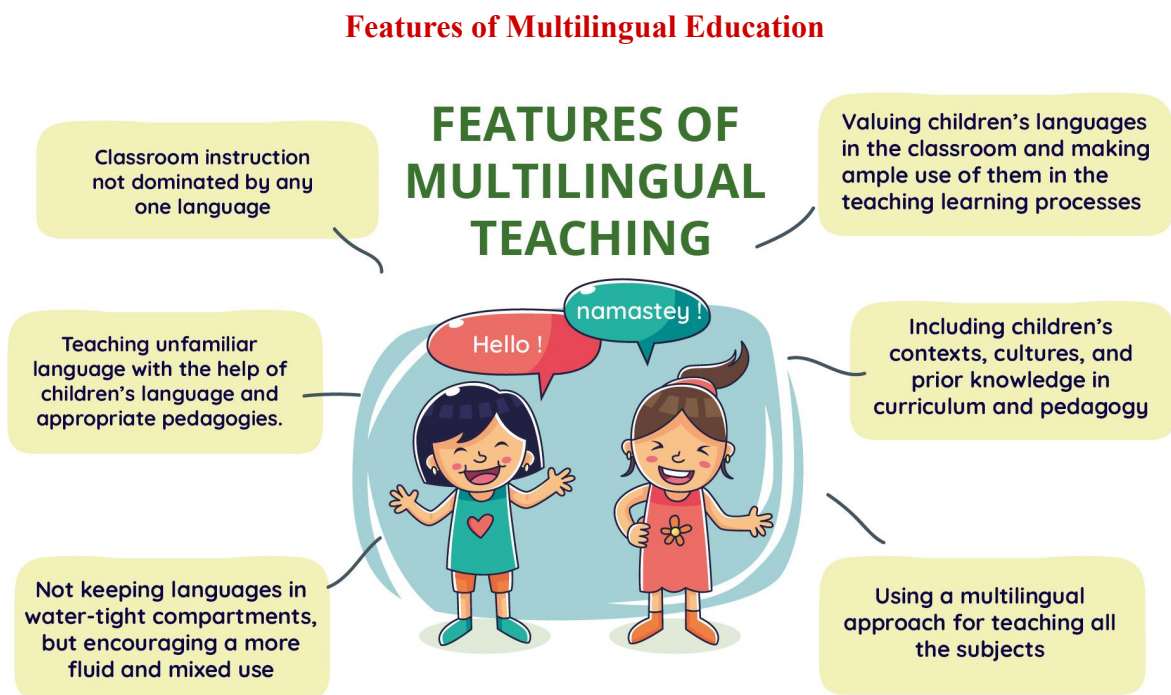 Features of Multilingual Education
FEATURES OF
MULTILINGUAL
TEACHING
Classroom instruction
not dominated by any
one language
Valuing children's languages
in the classroom and making
ample use of them in the
teaching learning processes
Hello !
namastey !
Teaching unfamiliar
language with the help of
children's language and
appropriate pedagogies.
Including children's
contexts, cultures, and
prior knowledge in
curriculum and pedagogy
Not keeping languages in
water-tight compartments,
but encouraging a more
fluid and mixed use
Using a multilingual
approach for teaching all
the subjects